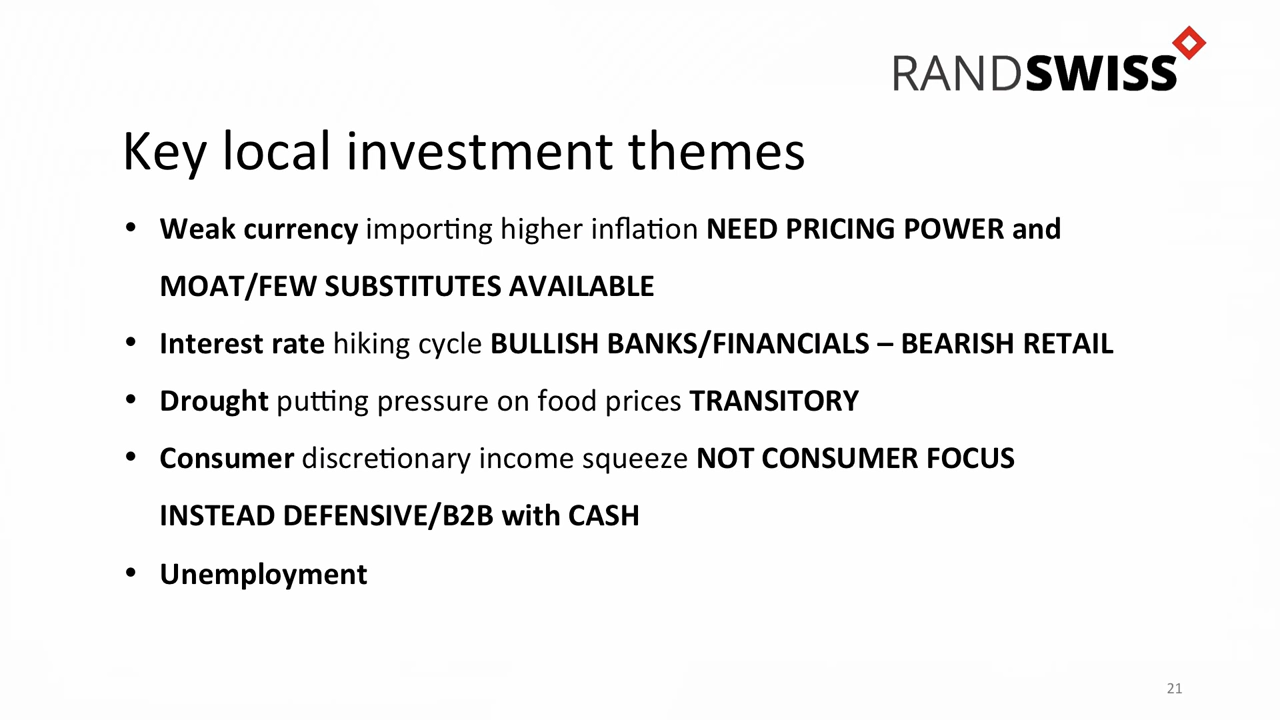 RANDSWISS
Key local investment themes
• Weak currency importing higher inflation NEED PRICING POWER and
MOAT/FEW SUBSTITUTES AVAILABLE
• Interest rate hiking cycle BULLISH BANKS/FINANCIALS – BEARISH RETAIL
• Drought putting pressure on food prices TRANSITORY
• Consumer discretionary income squeeze NOT CONSUMER FOCUS
INSTEAD DEFENSIVE/B2B with CASH
• Unemployment
21